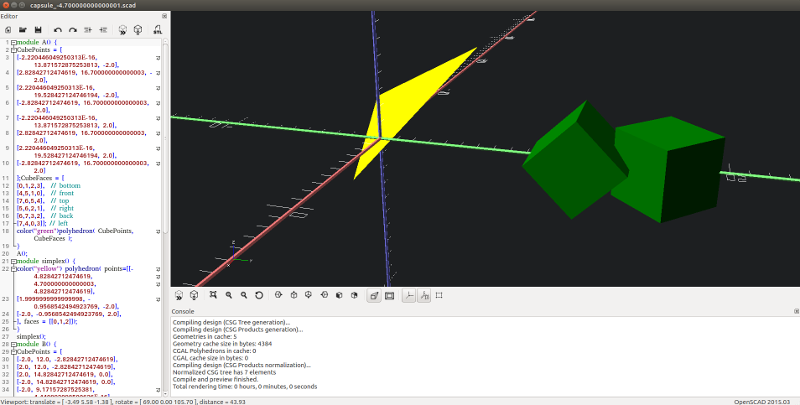 capsule_-4.700000000000001.scad
Editor
1 module A() {
2 CubePoints = [
3 [-2.220446049250313E-16,
13.871572875253813, -2.0],
4 [2.82842712474619, 16.700000000000003, -
2.0],
5 [2.220446049250313E-16,
19.528427124746194, -2.0],
6 [-2.82842712474619, 16.700000000000003,
-2.0],
7 [-2.220446049250313E-16,
13.871572875253813, 2.0],
8 [2.82842712474619, 16.700000000000003,
2.0],
9 [2.220446049250313E-16,
19.528427124746194, 2.0],
10 [-2.82842712474619, 16.700000000000003,
2.0]
11 ];CubeFaces = [
12 [0,1,2,3], // bottom
13 [4,5,1,0], // front
14 [7,6,5,4], // top
15 [5,6,2,1], // right
16 [6,7,3,2], // back
17 [7,4,0,3]]; // left
18 color("green")polyhedron( CubePoints,
CubeFaces );
19 }
20 A();
21 module simplex() {
22 color("yellow") polyhedron( points=[[-
4.82842712474619,
4.700000000000003,
4.82842712474619],
23 [1.9999999999999998, -
0.9568542494923769, -2.0],
24 [-2.0, -0.9568542494923769, 2.0],
25 ], faces = [[0,1,2]]);
26 }
27 simplex();
28 module B() {
29 CubePoints = [
30 [-2.0, 12.0, -2.82842712474619],
31 [2.0, 12.0, -2.82842712474619],
32 [2.0, 14.82842712474619, 0.0],
33 [-2.0, 14.82842712474619, 0.0],
34 [-2.0, 9.17157287525381,
STL
Console
Compiling design (CSG Tree generation)...
Compiling design (CSG Products generation)...
Geometries in cache: 5
Geometry cache size in bytes: 4384
CGAL Polyhedrons in cache: 0
CGAL cache size in bytes: 0
Compiling design (CSG Products normalization)...
Normalized CSG tree has 7 elements
Compile and preview finished.
Total rendering time: 0 hours, 0 minutes, 0 seconds
Viewport: translate = [ -3.49 5.58 -1.38 ], rotate = [ 69.00 0.00 105.70 ], distance = 43.93
OpenSCAD 2015.03